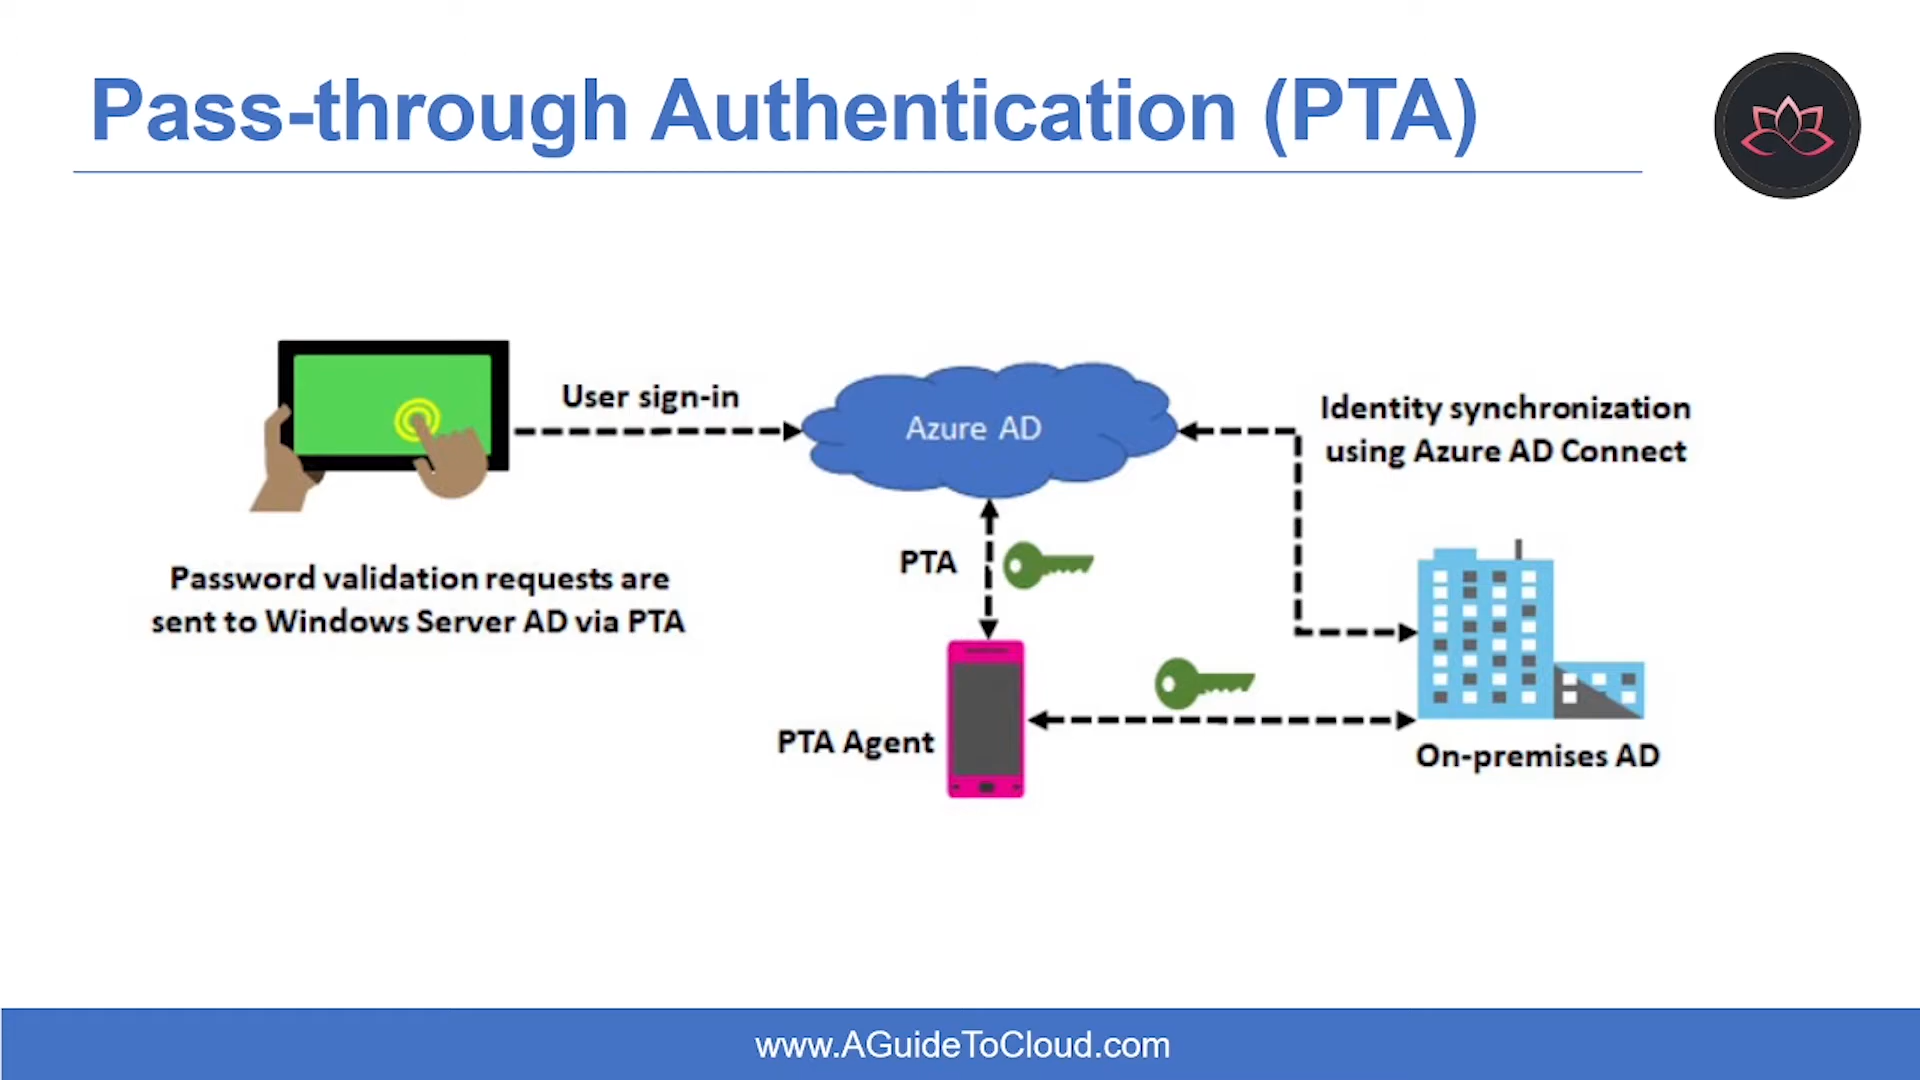 Pass-through Authentication (PTA)
User sign-in
Azure AD
Identity synchronization
using Azure AD Connect
Password validation requests are
sent to Windows Server AD via PTA
PTA
PTA Agent
On-premises AD
www.AGuideToCloud.com